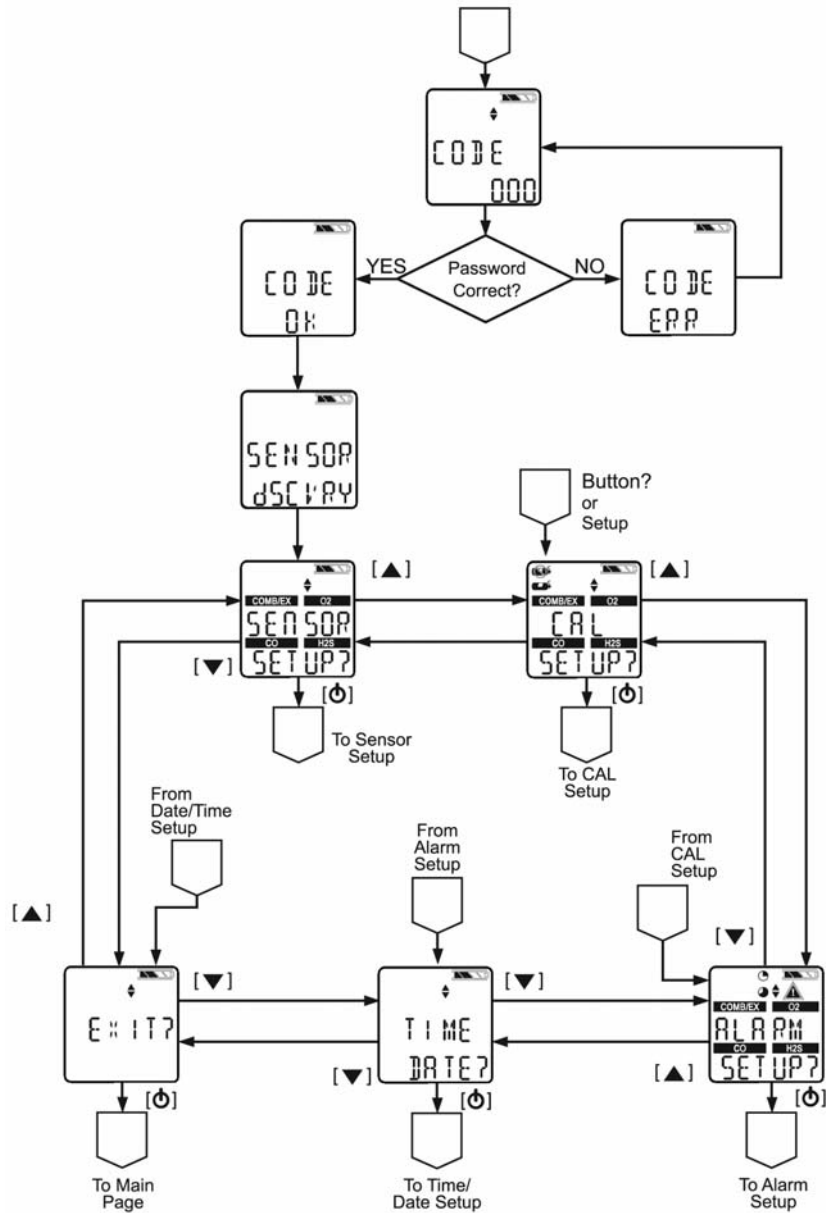 CODE
000
YES
Password
Correct?
NO
CODE
OK
CODE
ERR
SENSOR
dSCVRY
Button?
or
Setup
[▲]
[▲]
COMB/EX O2
SENSOR
CO H2S
SETUP?
COMB/EX O2
CAL
CO H2S
SETUP?
[▼]
[⏻]
[⏻]
To Sensor
Setup
To CAL
Setup
From
Date/Time
Setup
From
Alarm
Setup
From
CAL
Setup
[▲]
[▼]
[▼]
[▼]
EXIT?
TIME
DATE?
COMB/EX O2
ALARM
CO H2S
SETUP?
[▼]
[▲]
[⏻]
[⏻]
[⏻]
To Main
Page
To Time/
Date Setup
To Alarm
Setup